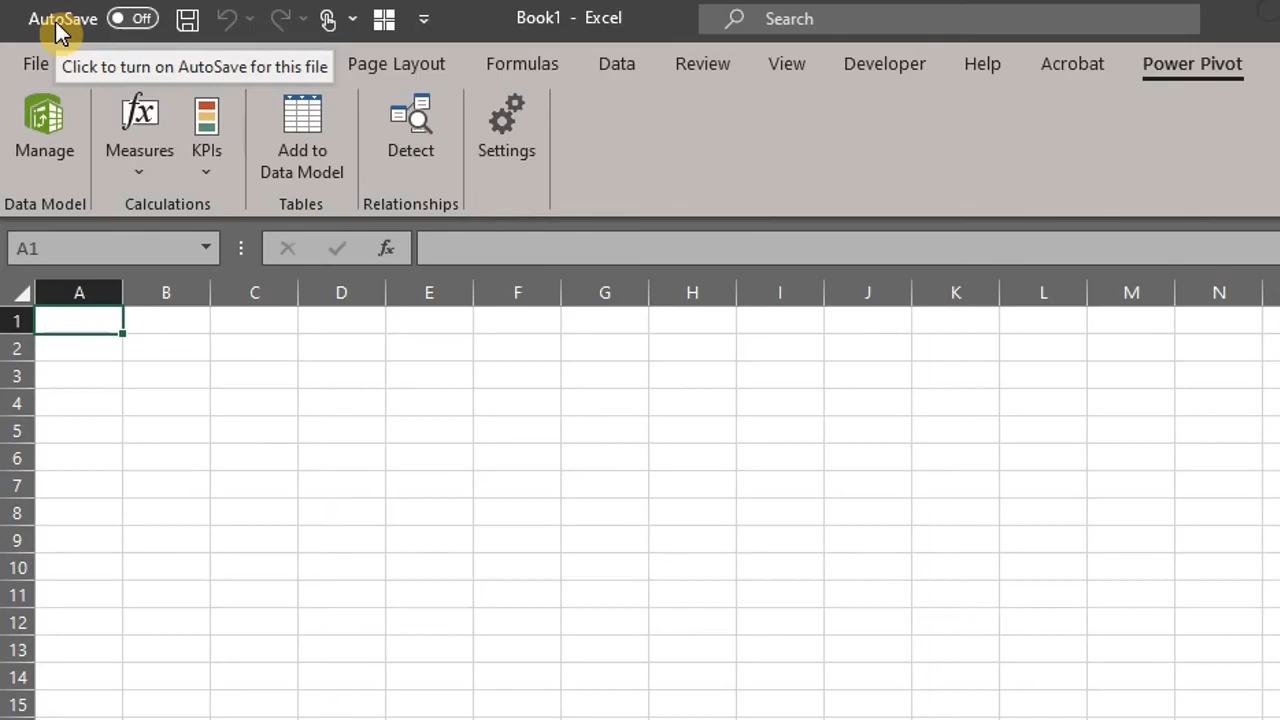 AutoSave Off Book1 - Excel Search
File Page Layout Formulas Data Review View Developer Help Acrobat Power Pivot
Click to turn on AutoSave for this file
Manage Measures KPIs Add to Data Model Detect Settings
Data Model Calculations Tables Relationships
A1 fx
A B C D E F G H I J K L M N
1
2
3
4
5
6
7
8
9
10
11
12
13
14
15